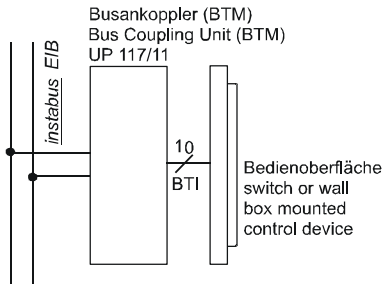 Busankoppler (BTM)
Bus Coupling Unit (BTM)
UP 117/11
instabus EIB
10
BTI
Bedienoberfläche
switch or wall
box mounted
control device